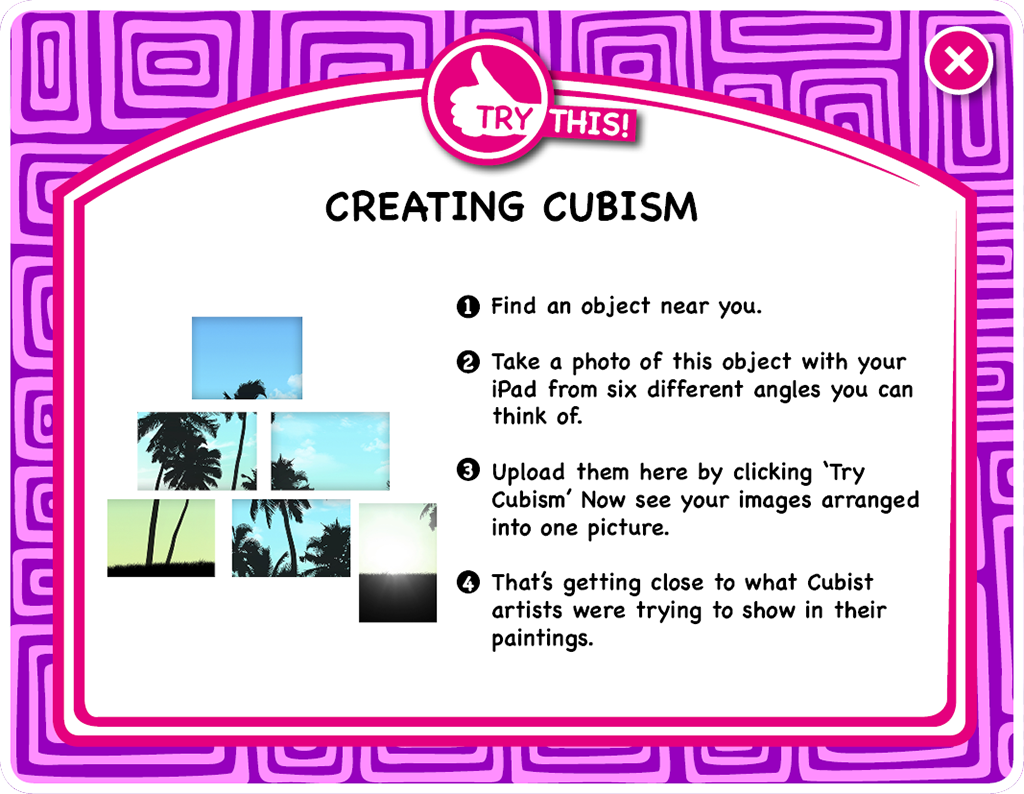 TRY THIS!
CREATING CUBISM
1 Find an object near you.
2 Take a photo of this object with your
iPad from six different angles you can
think of.
3 Upload them here by clicking ‘Try
Cubism’ Now see your images arranged
into one picture.
4 That’s getting close to what Cubist
artists were trying to show in their
paintings.